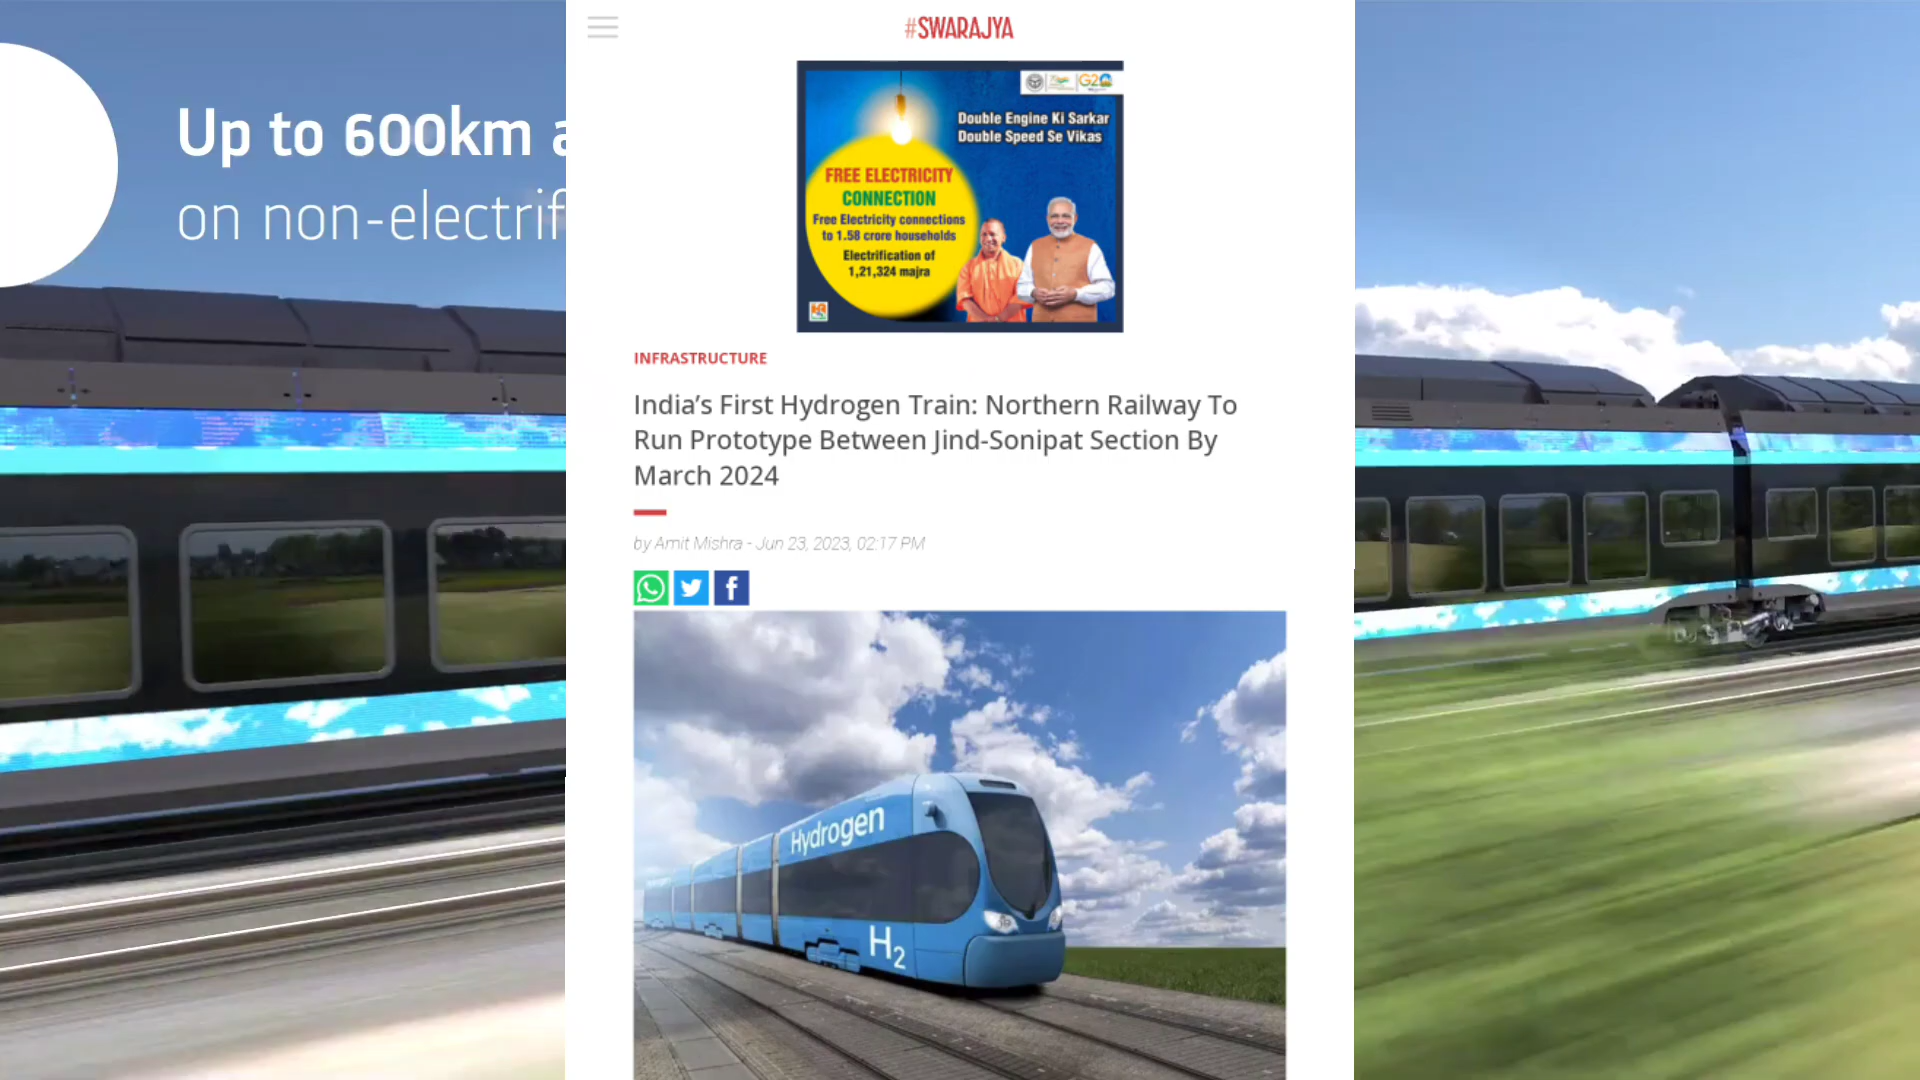 Up to 600km
on non-electrif
#SWARAJYA
G20
Double Engine Ki Sarkar
Double Speed Se Vikas
FREE ELECTRICITY
CONNECTION
Free Electricity connections
to 1.58 crore households
Electrification of
1,21,324 majra
INFRASTRUCTURE
India’s First Hydrogen Train: Northern Railway To
Run Prototype Between Jind-Sonipat Section By
March 2024
by Amit Mishra - Jun 23, 2023, 02:17 PM
Hydrogen
H2